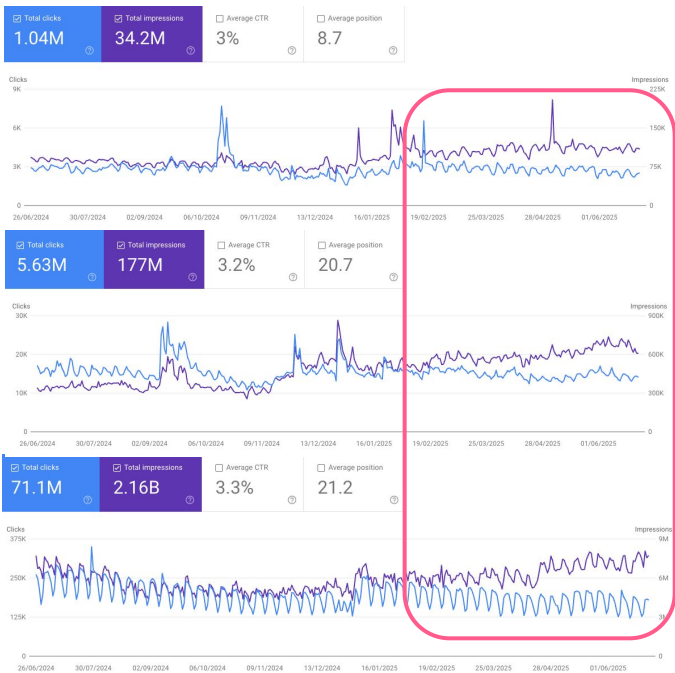 Total clicks Total impressions Average CTR Average position
1.04M 34.2M 3% 8.7
Clicks Impressions
9K 225K
6K 150K
3K 75K
0 0
26/06/2024 30/07/2024 02/09/2024 06/10/2024 09/11/2024 13/12/2024 16/01/2025 19/02/2025 25/03/2025 28/04/2025 01/06/2025
Total clicks Total impressions Average CTR Average position
5.63M 177M 3.2% 20.7
Clicks Impressions
30K 900K
20K 600K
10K 300K
0 0
26/06/2024 30/07/2024 02/09/2024 06/10/2024 09/11/2024 13/12/2024 16/01/2025 19/02/2025 25/03/2025 28/04/2025 01/06/2025
Total clicks Total impressions Average CTR Average position
71.1M 2.16B 3.3% 21.2
Clicks Impressions
375K 9M
250K 6M
125K 3M
0 0
26/06/2024 30/07/2024 02/09/2024 06/10/2024 09/11/2024 13/12/2024 16/01/2025 19/02/2025 25/03/2025 28/04/2025 01/06/2025